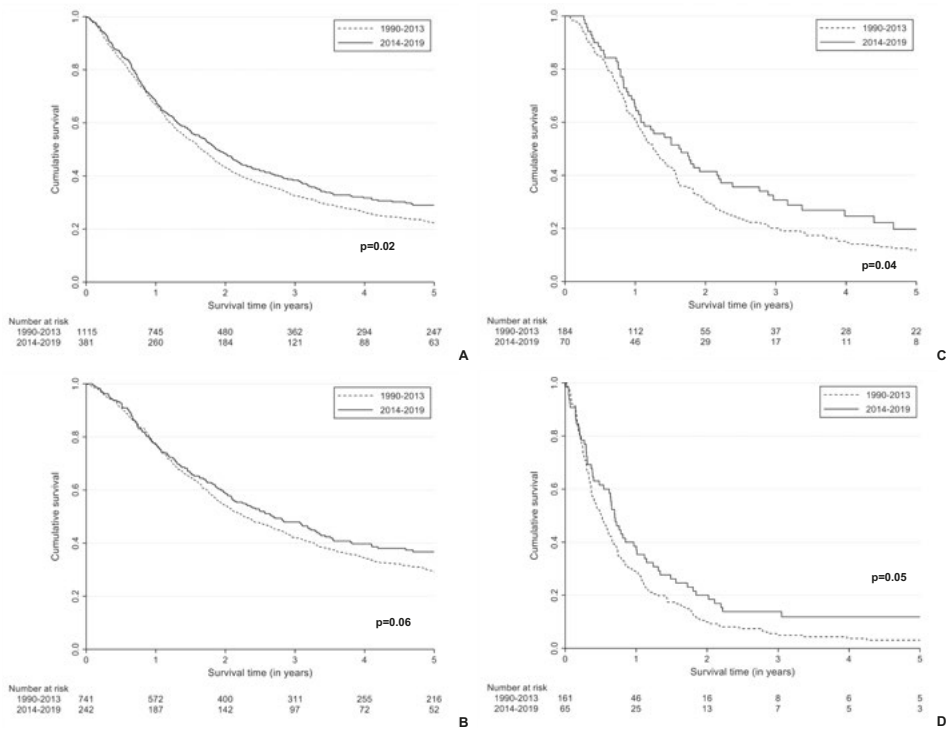 1990-2013
2014-2019
Cumulative survival
0.0 0.2 0.4 0.6 0.8 1.0
p=0.02
0 1 2 3 4 5
Survival time (in years)
Number at risk
1990-2013 1115 745 480 362 294 247
2014-2019 381 260 184 121 88 63
A
1990-2013
2014-2019
Cumulative survival
0.0 0.2 0.4 0.6 0.8 1.0
p=0.04
0 1 2 3 4 5
Survival time (in years)
Number at risk
1990-2013 184 112 55 37 28 22
2014-2019 70 46 29 17 11 8
C
1990-2013
2014-2019
Cumulative survival
0.0 0.2 0.4 0.6 0.8 1.0
p=0.06
0 1 2 3 4 5
Survival time (in years)
Number at risk
1990-2013 741 572 400 311 255 216
2014-2019 242 187 142 97 72 52
B
1990-2013
2014-2019
Cumulative survival
0.0 0.2 0.4 0.6 0.8 1.0
p=0.05
0 1 2 3 4 5
Survival time (in years)
Number at risk
1990-2013 161 46 16 8 6 5
2014-2019 65 25 13 7 5 3
D